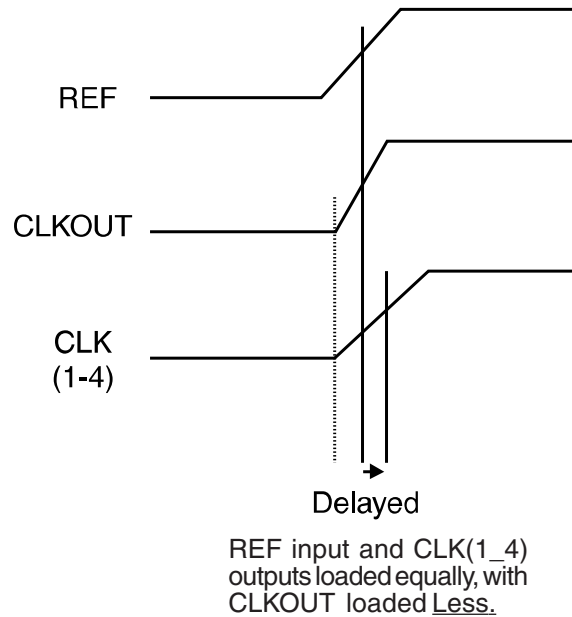 REF
CLKOUT
CLK
(1-4)
Delayed
REF input and CLK(1_4)
outputs loaded equally, with
CLKOUT loaded Less.